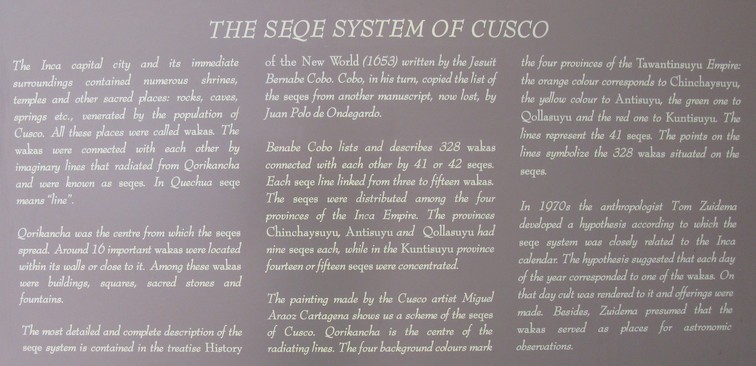 THE SEQE SYSTEM OF CUSCO
The Inca capital city and its immediate
surroundings contained numerous shrines,
temples and other sacred places: rocks, caves,
springs etc., venerated by the population of
Cusco. All these places were called wakas. The
wakas were connected with each other by
imaginary lines that radiated from Qorikancha
and were known as seqes. In Quechua seqe
means "line".
Qorikancha was the centre from which the seqes
spread. Around 16 important wakas were located
within its walls or close to it. Among these wakas
were buildings, squares, sacred stones and
fountains.
The most detailed and complete description of the
seqe system is contained in the treatise History
of the New World (1653) written by the Jesuit
Bernabe Cobo. Cobo, in his turn, copied the list of
the seqes from another manuscript, now lost, by
Juan Polo de Ondegardo.
Benabe Cobo lists and describes 328 wakas
connected with each other by 41 or 42 seqes.
Each seqe line linked from three to fifteen wakas.
The seqes were distributed among the four
provinces of the Inca Empire. The provinces
Chinchaysuyu, Antisuyu and Qollasuyu had
nine seqes each, while in the Kuntisuyu province
fourteen or fifteen seqes were concentrated.
The painting made by the Cusco artist Miguel
Araoz Cartagena shows us a scheme of the seqes
of Cusco. Qorikancha is the centre of the
radiating lines. The four background colours mark
the four provinces of the Tawantinsuyu Empire:
the orange colour corresponds to Chinchaysuyu,
the yellow colour to Antisuyu, the green one to
Qollasuyu and the red one to Kuntisuyu. The
lines represent the 41 seqes. The points on the
lines symbolize the 328 wakas situated on the
seqes.
In 1970s the anthropologist Tom Zuidema
developed a hypothesis according to which the
seqe system was closely related to the Inca
calendar. The hypothesis suggested that each day
of the year corresponded to one of the wakas. On
that day cult was rendered to it and offerings were
made. Besides, Zuidema presumed that the
wakas served as places for astronomic
observations.